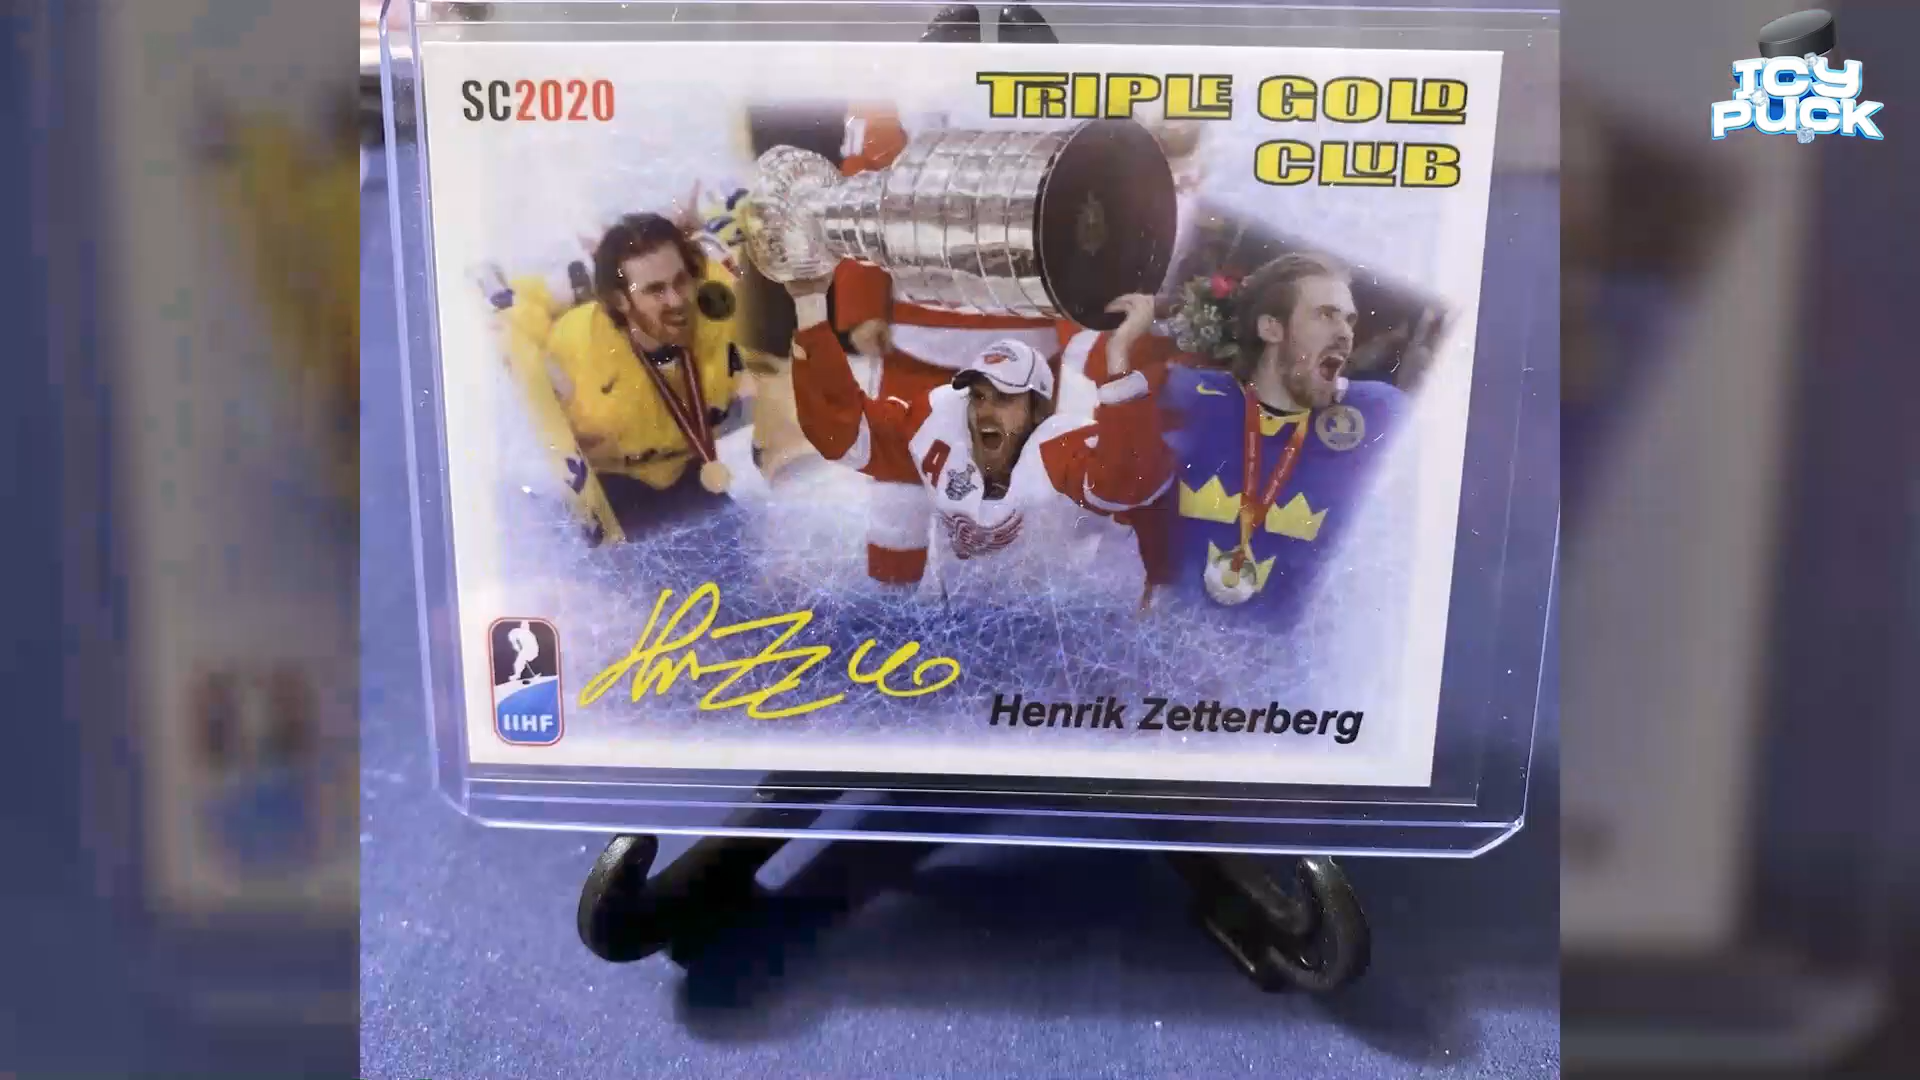 SC2020
TRIPLE GOLD
CLUB
ICY
PUCK
A
IIHF
Henrik Zetterberg